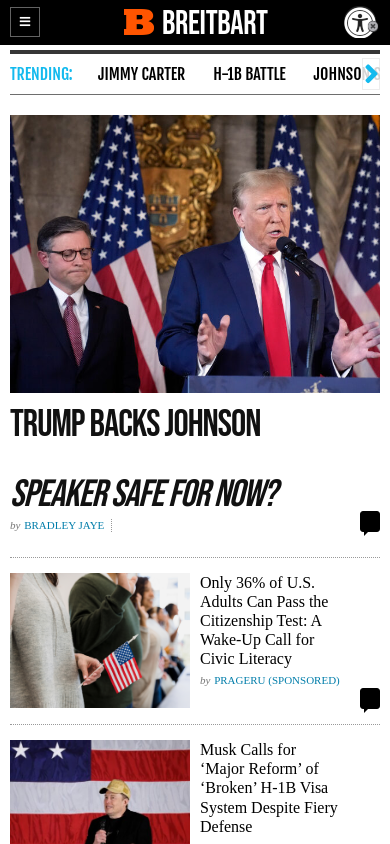 BREITBART
TRENDING:
JIMMY CARTER
H-1B BATTLE
TRUMP BACKS JOHNSON
SPEAKER SAFE FOR NOW?
by BRADLEY JAYE
Only 36% of U.S.
Adults Can Pass the
Citizenship Test: A
Wake-Up Call for
Civic Literacy
by PRAGERU (SPONSORED)
Musk Calls for
‘Major Reform’ of
‘Broken’ H-1B Visa
System Despite Fiery
Defense